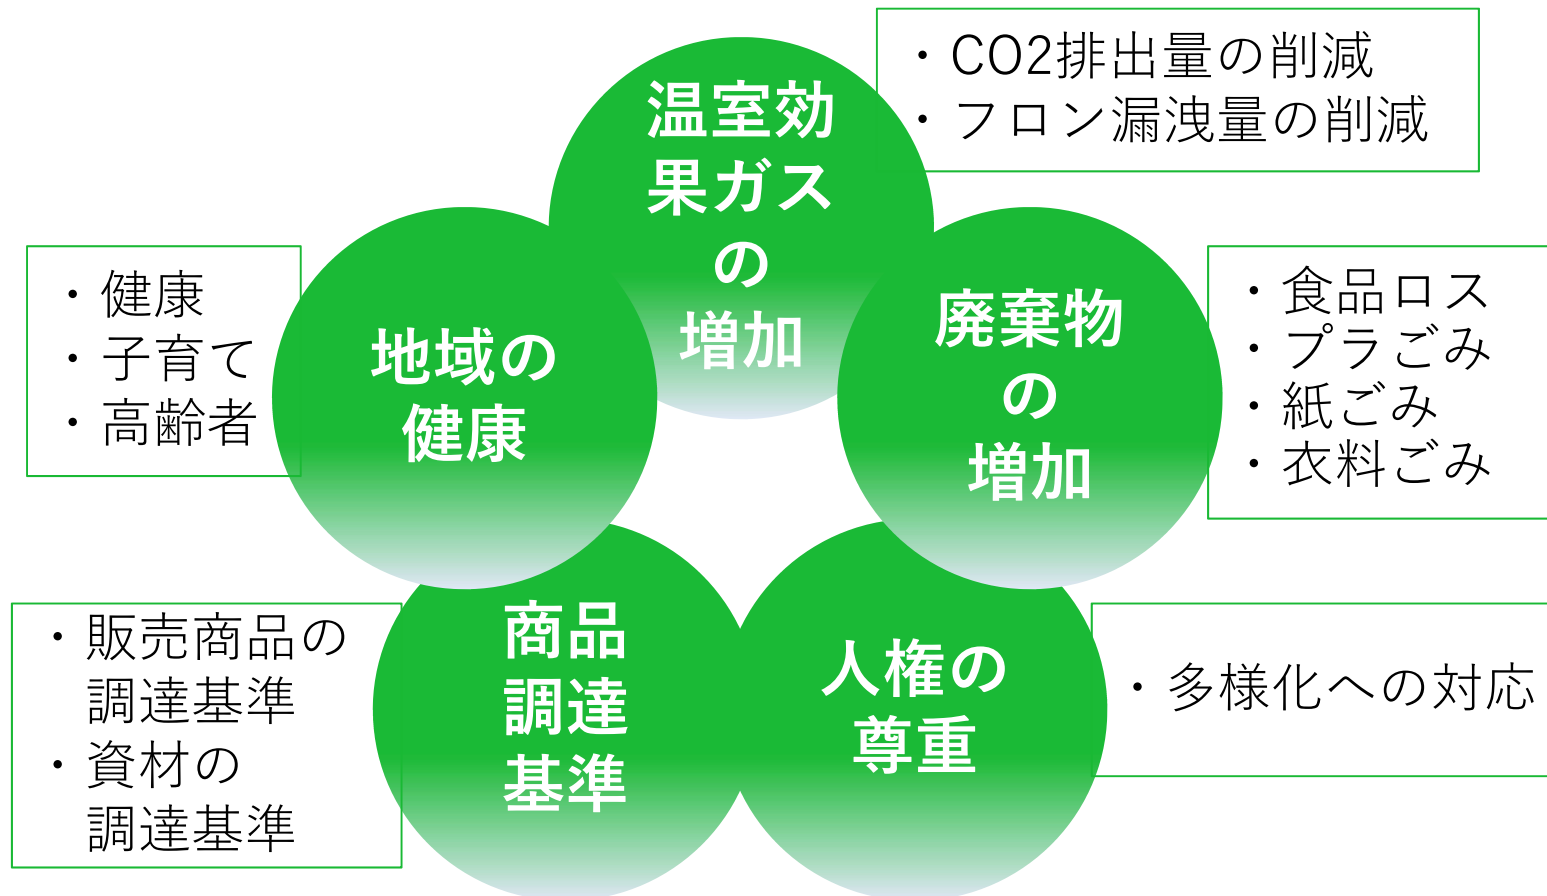 温室効
果ガス
の
増加
・CO2排出量の削減
・フロン漏洩量の削減
廃棄物
の
増加
・食品ロス
・プラごみ
・紙ごみ
・衣料ごみ
人権の
尊重
・多様化への対応
商品
調達
基準
・販売商品の
調達基準
・資材の
調達基準
地域の
健康
・健康
・子育て
・高齢者